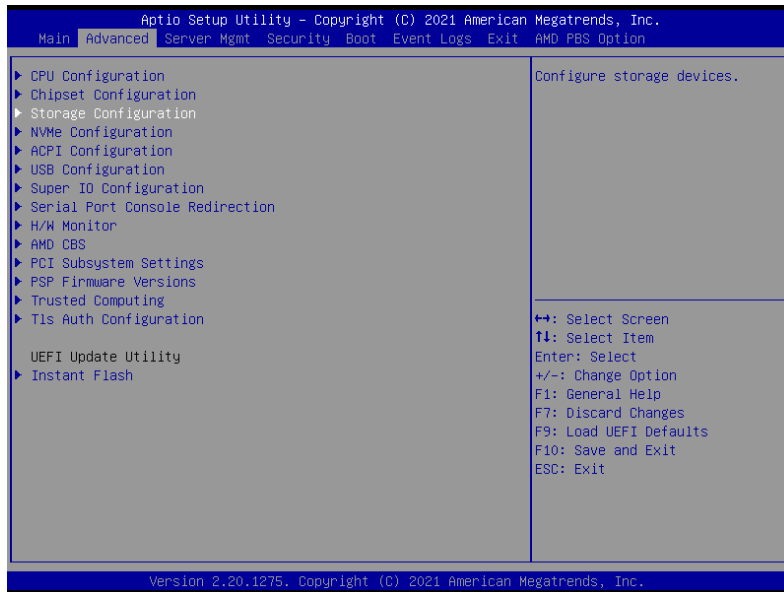 Aptio Setup Utility – Copyright (C) 2021 American Megatrends, Inc.
Main Advanced Server Mgmt Security Boot Event Logs Exit AMD PBS Option
CPU Configuration
Chipset Configuration
Storage Configuration
NVMe Configuration
ACPI Configuration
USB Configuration
Super IO Configuration
Serial Port Console Redirection
H/W Monitor
AMD CBS
PCI Subsystem Settings
PSP Firmware Versions
Trusted Computing
Tls Auth Configuration
UEFI Update Utility
Instant Flash
Configure storage devices.
↔: Select Screen
↑↓: Select Item
Enter: Select
+/-: Change Option
F1: General Help
F7: Discard Changes
F9: Load UEFI Defaults
F10: Save and Exit
ESC: Exit
Version 2.20.1275. Copyright (C) 2021 American Megatrends, Inc.